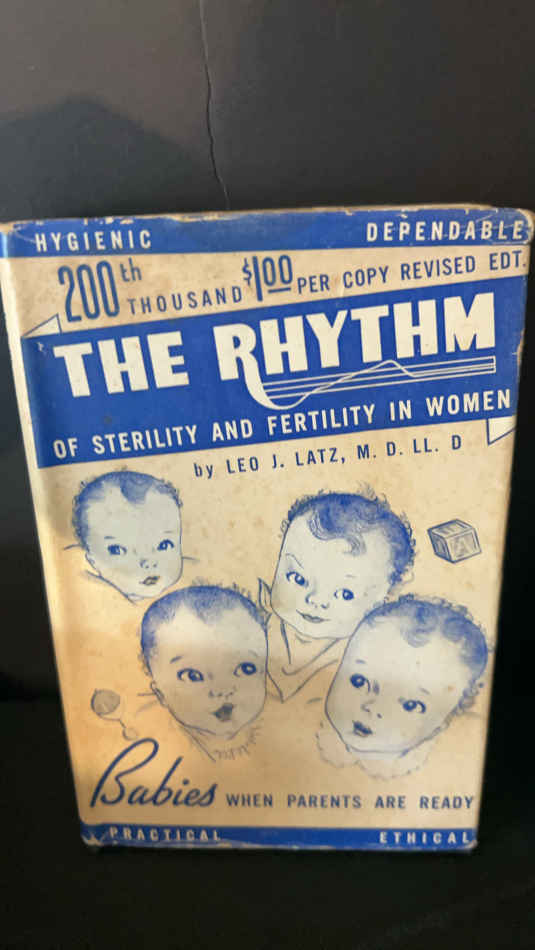 HYGIENIC DEPENDABLE
200th THOUSAND $1.00 PER COPY REVISED EDT.
THE RHYTHM
OF STERILITY AND FERTILITY IN WOMEN
by LEO J. LATZ, M. D. LL. D
A
Babies WHEN PARENTS ARE READY
PRACTICAL ETHICAL